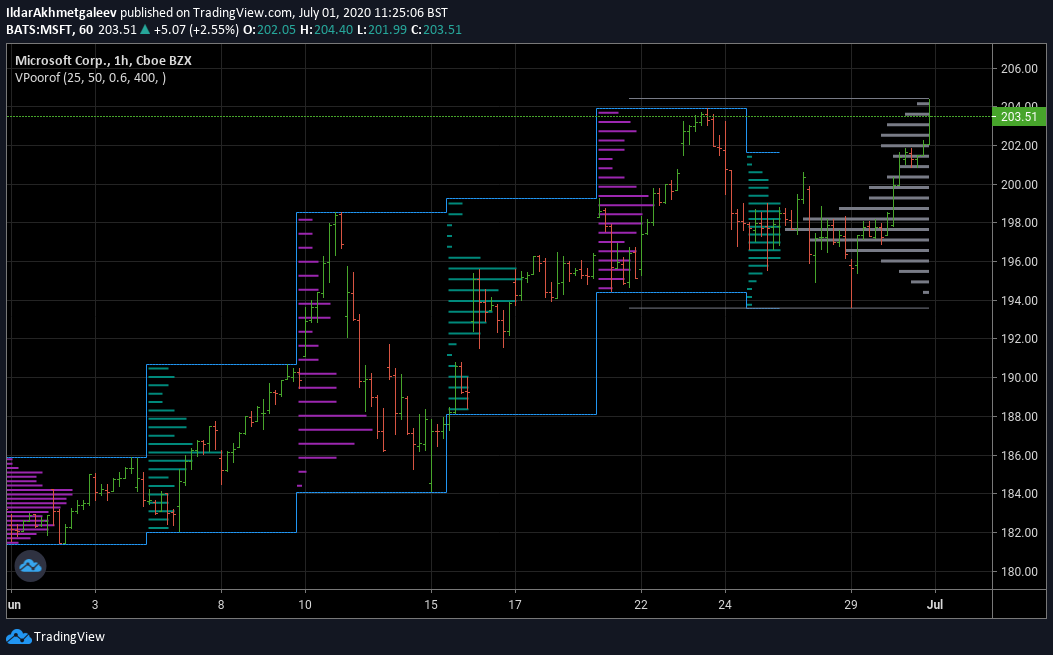 IldarAkhmetgaleev published on TradingView.com, July 01, 2020 11:25:06 BST
BATS:MSFT, 60 203.51 ▲ +5.07 (+2.55%) O:202.05 H:204.40 L:201.99 C:203.51
Microsoft Corp., 1h, Cboe BZX
VPoorof (25, 50, 0.6, 400, )
206.00
204.00
203.51
202.00
200.00
198.00
196.00
194.00
192.00
190.00
188.00
186.00
184.00
182.00
180.00
un 3 8 10 15 17 22 24 29 Jul
TradingView